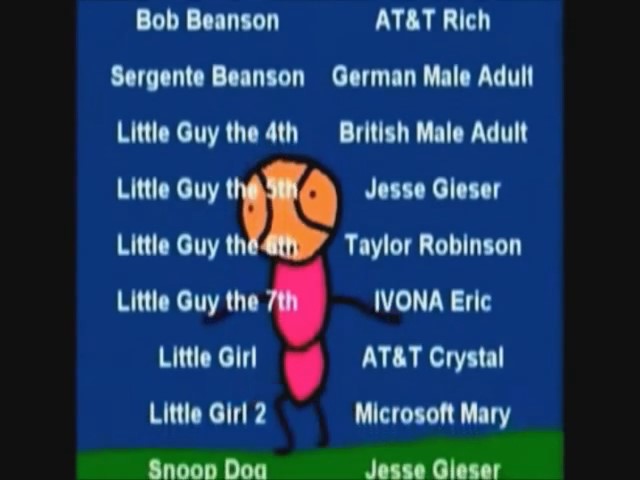 Bob Beanson AT&T Rich
Sergente Beanson German Male Adult
Little Guy the 4th British Male Adult
Little Guy the 5th Jesse Gieser
Little Guy the 6th Taylor Robinson
Little Guy the 7th IVONA Eric
Little Girl AT&T Crystal
Little Girl 2 Microsoft Mary
Snoop Dog Jesse Gieser